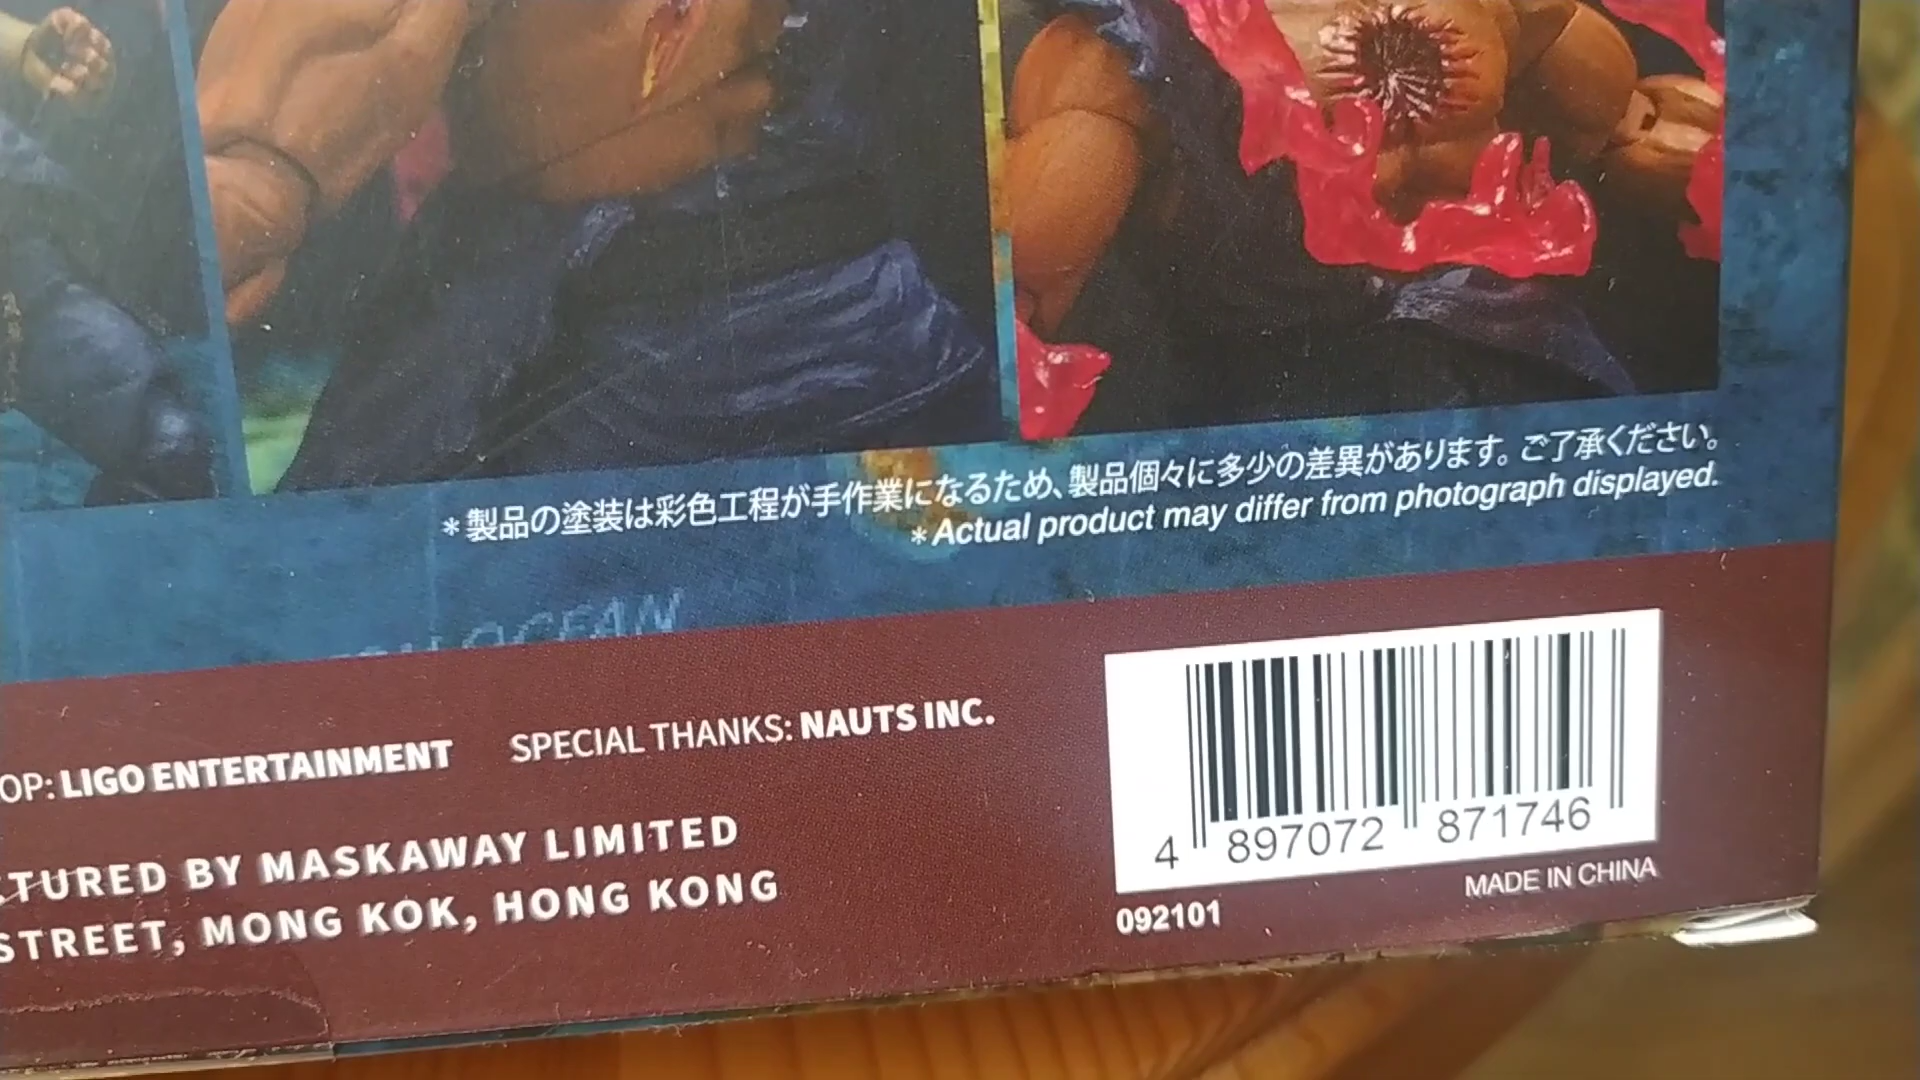 *製品の塗装は彩色工程が手作業になるため、製品個々に多少の差異があります。ご了承ください。
*Actual product may differ from photograph displayed.
OCEAN
OP: LIGO ENTERTAINMENT SPECIAL THANKS: NAUTS INC.
TURED BY MASKAWAY LIMITED
STREET, MONG KOK, HONG KONG
4 897072 871746
MADE IN CHINA
092101